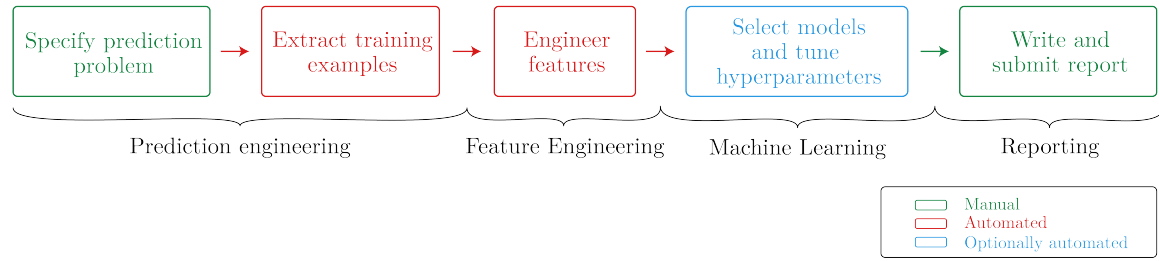 Specify prediction
problem
Extract training
examples
Engineer
features
Select models
and tune
hyperparameters
Write and
submit report
Prediction engineering
Feature Engineering
Machine Learning
Reporting
Manual
Automated
Optionally automated